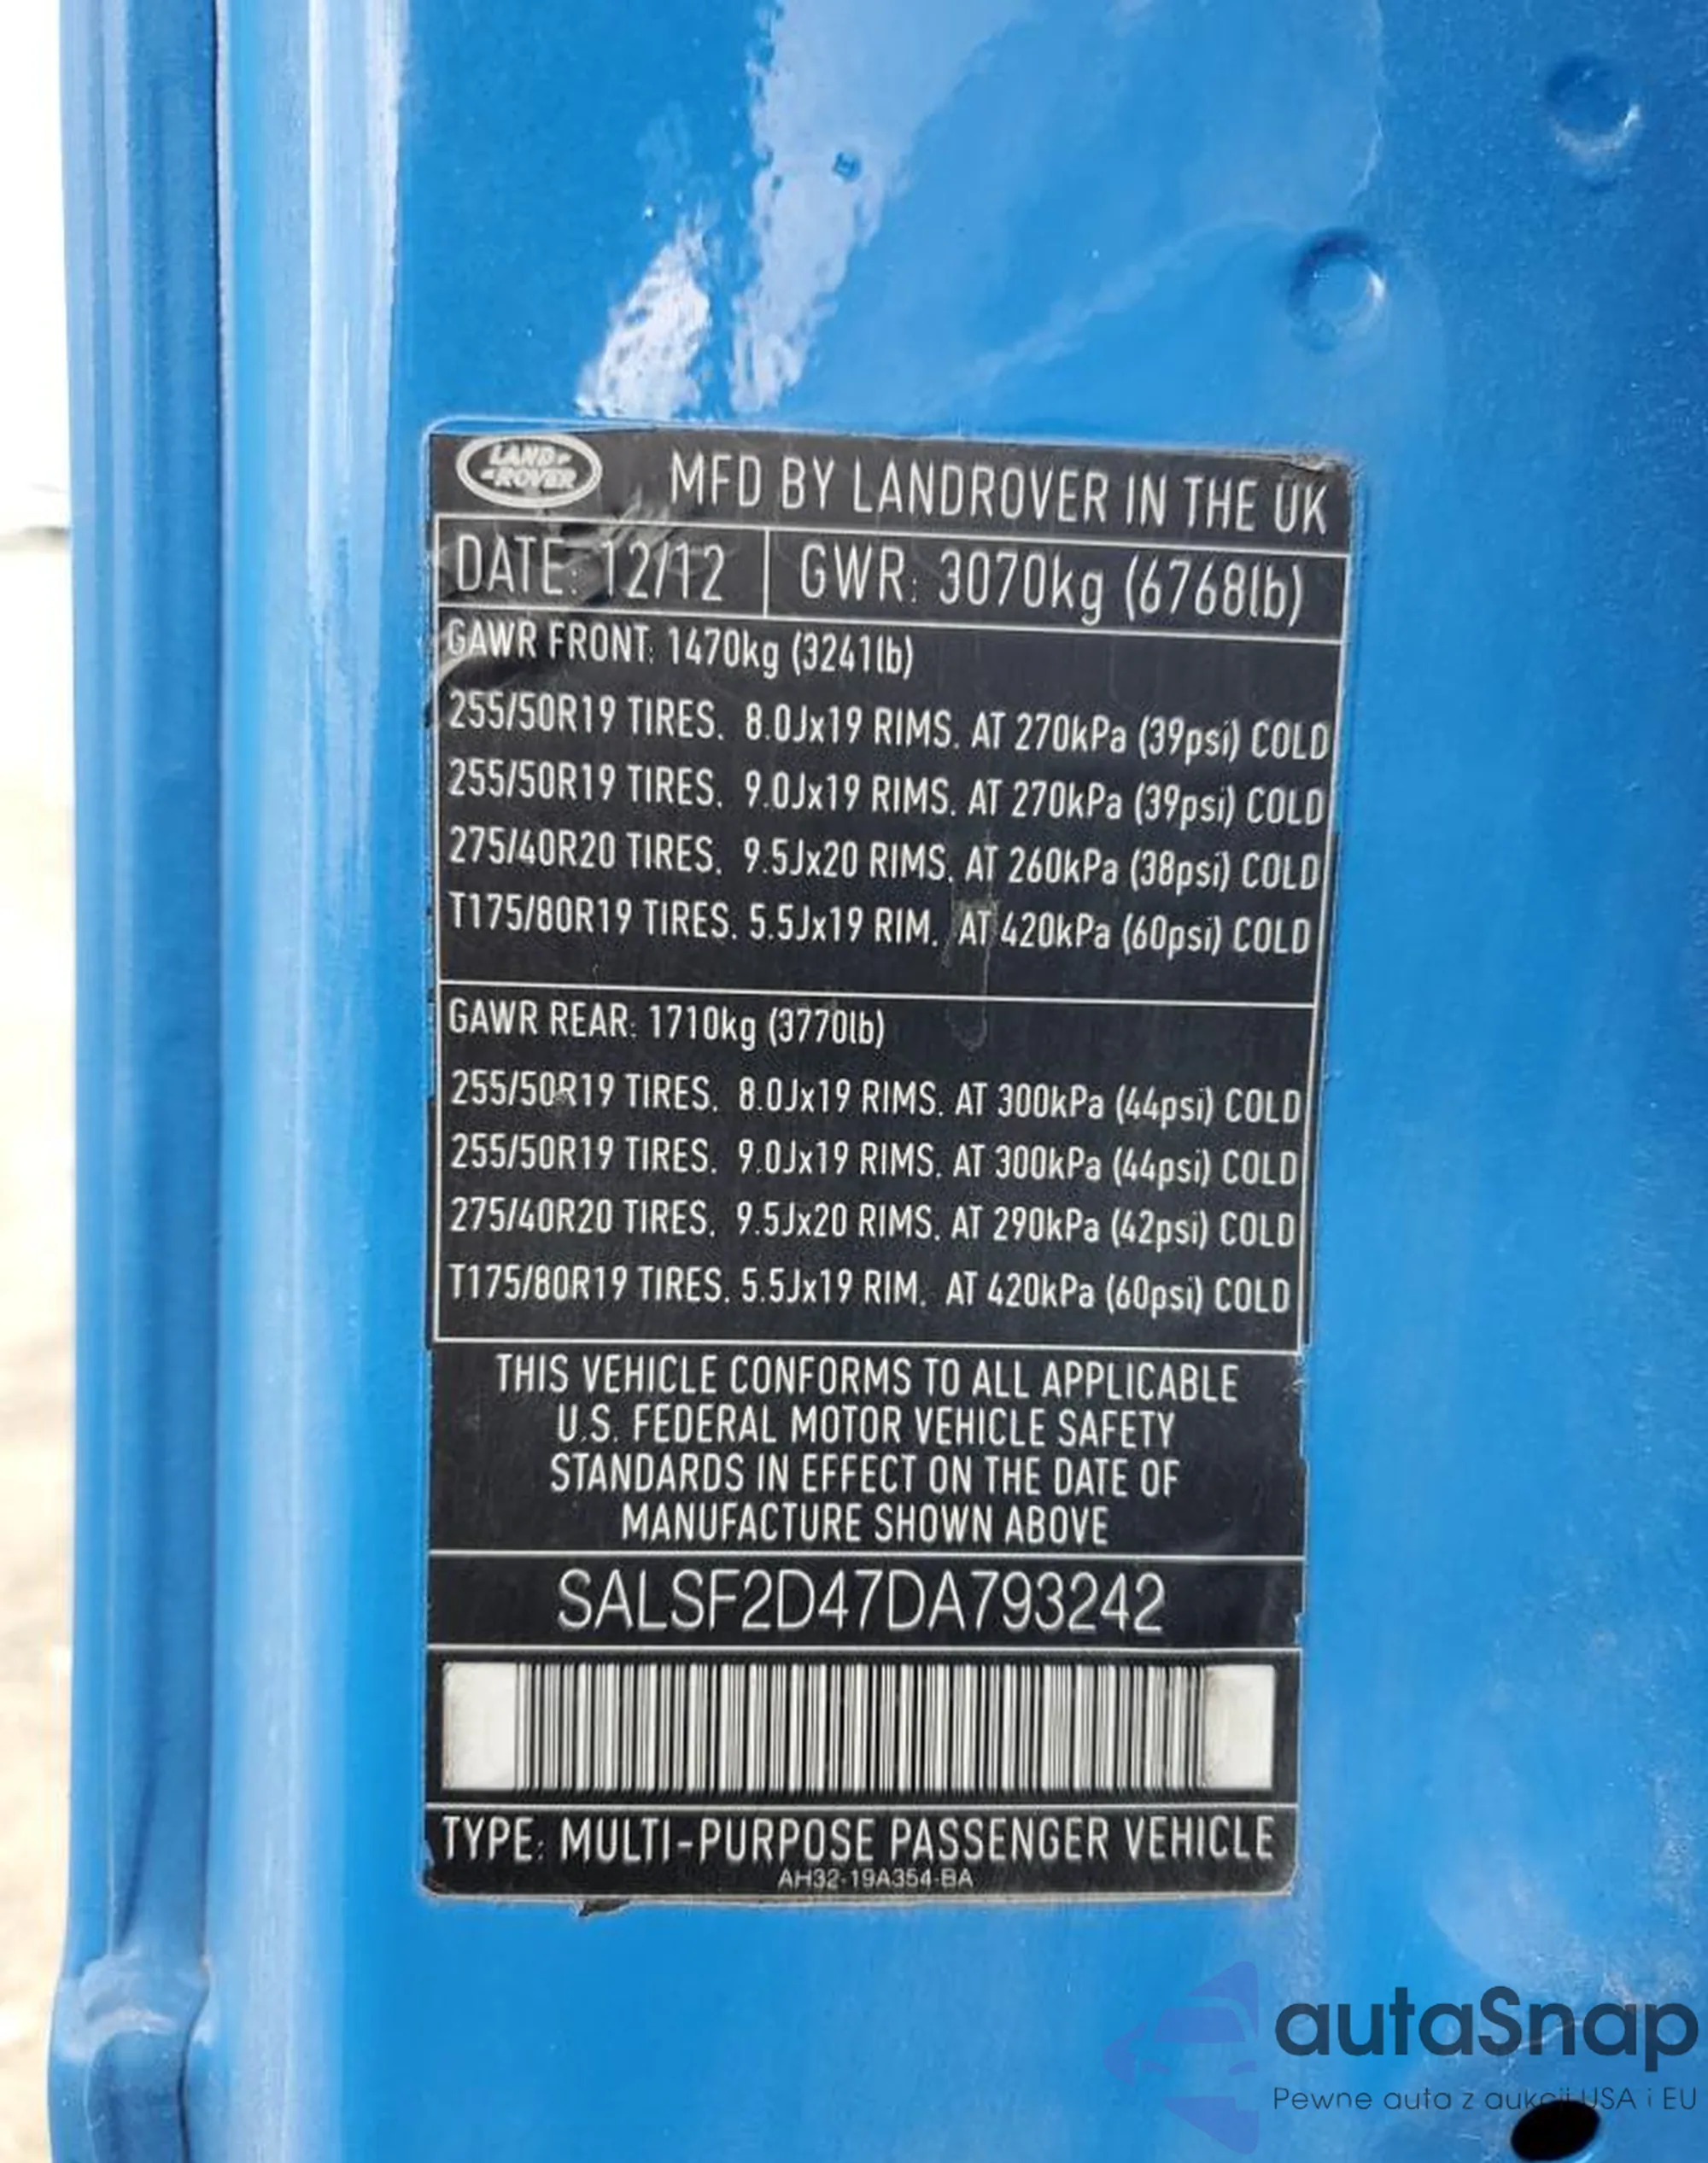 LAND-
-ROVER
MFD BY LANDROVER IN THE UK
DATE: 12/12 GWR: 3070kg (6768lb)
GAWR FRONT: 1470kg (3241lb)
255/50R19 TIRES. 8.0Jx19 RIMS. AT 270kPa (39psi) COLD
255/50R19 TIRES. 9.0Jx19 RIMS. AT 270kPa (39psi) COLD
275/40R20 TIRES. 9.5Jx20 RIMS. AT 260kPa (38psi) COLD
T175/80R19 TIRES. 5.5Jx19 RIM. AT 420kPa (60psi) COLD
GAWR REAR: 1710kg (3770lb)
255/50R19 TIRES. 8.0Jx19 RIMS. AT 300kPa (44psi) COLD
255/50R19 TIRES. 9.0Jx19 RIMS. AT 300kPa (44psi) COLD
275/40R20 TIRES. 9.5Jx20 RIMS. AT 290kPa (42psi) COLD
T175/80R19 TIRES. 5.5Jx19 RIM. AT 420kPa (60psi) COLD
THIS VEHICLE CONFORMS TO ALL APPLICABLE
U.S. FEDERAL MOTOR VEHICLE SAFETY
STANDARDS IN EFFECT ON THE DATE OF
MANUFACTURE SHOWN ABOVE
SALSF2D47DA793242
TYPE: MULTI-PURPOSE PASSENGER VEHICLE
AH32-19A354-BA
autaSnap
Pewne auta z aukcji USA i EU